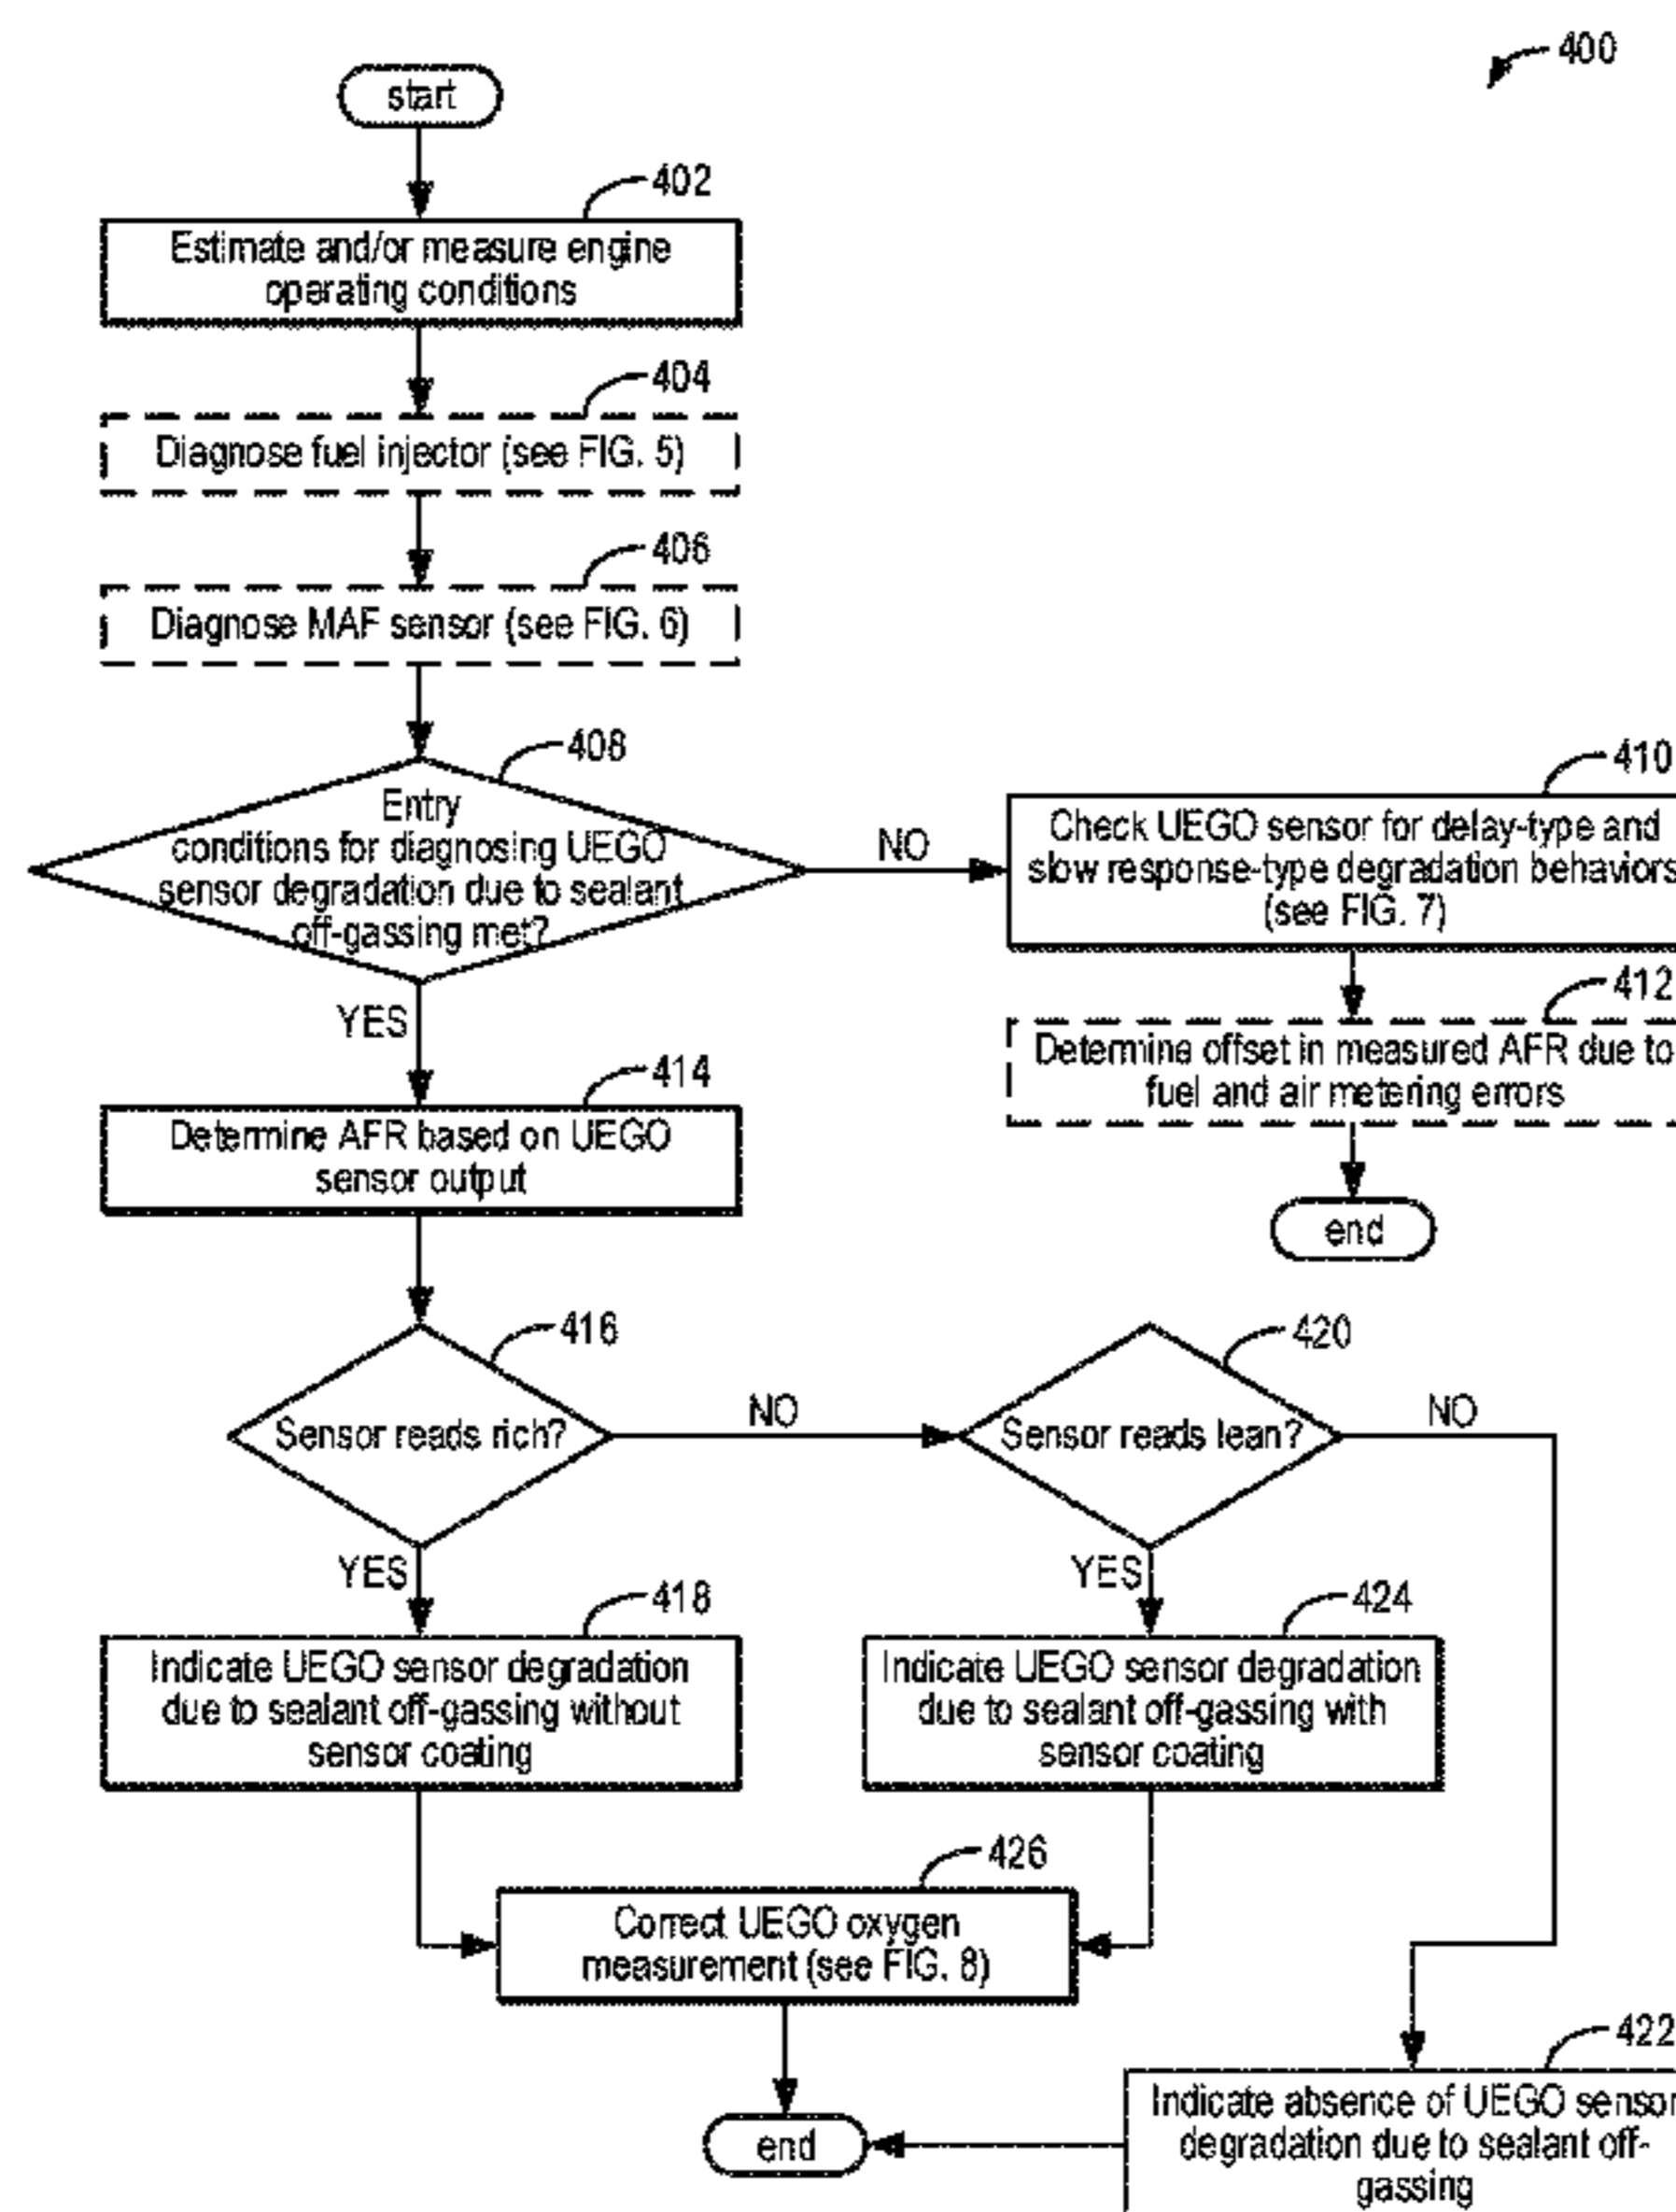 400
start
402
Estimate and/or measure engine
operating conditions
404
Diagnose fuel injector (see FIG. 5)
406
Diagnose MAF sensor (see FIG. 6)
408
Entry
conditions for diagnosing UEGO
sensor degradation due to sealant
off-gassing met?
NO
410
Check UEGO sensor for delay-type and
slow response-type degradation behaviors
(see FIG. 7)
412
Determine offset in measured AFR due to
fuel and air metering errors
end
YES
414
Determine AFR based on UEGO
sensor output
416
Sensor reads rich?
NO
420
Sensor reads lean?
NO
YES
418
Indicate UEGO sensor degradation
due to sealant off-gassing without
sensor coating
YES
424
Indicate UEGO sensor degradation
due to sealant off-gassing with
sensor coating
426
Correct UEGO oxygen
measurement (see FIG. 8)
422
Indicate absence of UEGO sensor
degradation due to sealant off-
gassing
end